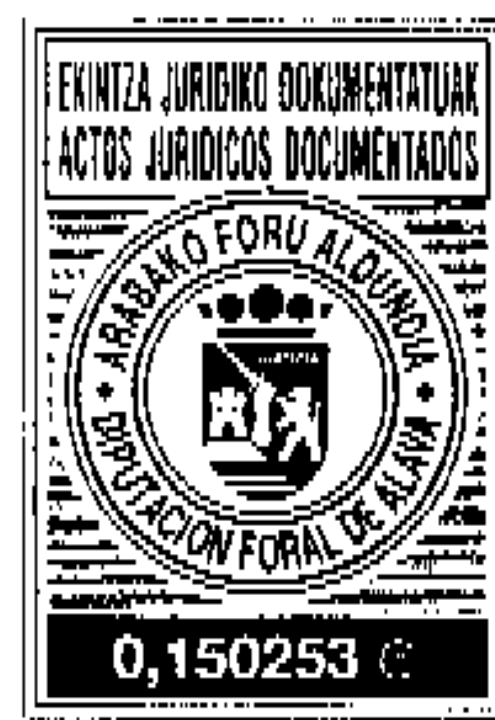 EKINTZA JURIDIKO DOKUMENTATUAK
ACTOS JURIDICOS DOCUMENTADOS
ARABAKO FORU ALDUNDIA
DIPUTACION FORAL DE ALAVA
0,150253 €